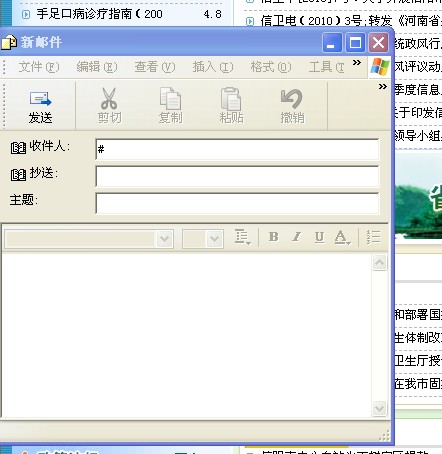 手足口病诊疗指南(200
4.8
信卫电(2010)3号;转发《河南省
新邮件
统政风行
文件(F)
编辑(E)
查看(V)
插入(I)
格式(O)
工具(T
»
风评议动
»
季度信息
发送
剪切
复制
粘贴
撤销
关于印发信
收件人:
#
领导小组
抄送:
主题:
省
B I U A
和部署国
生体制改
卫生厅授
在我市固